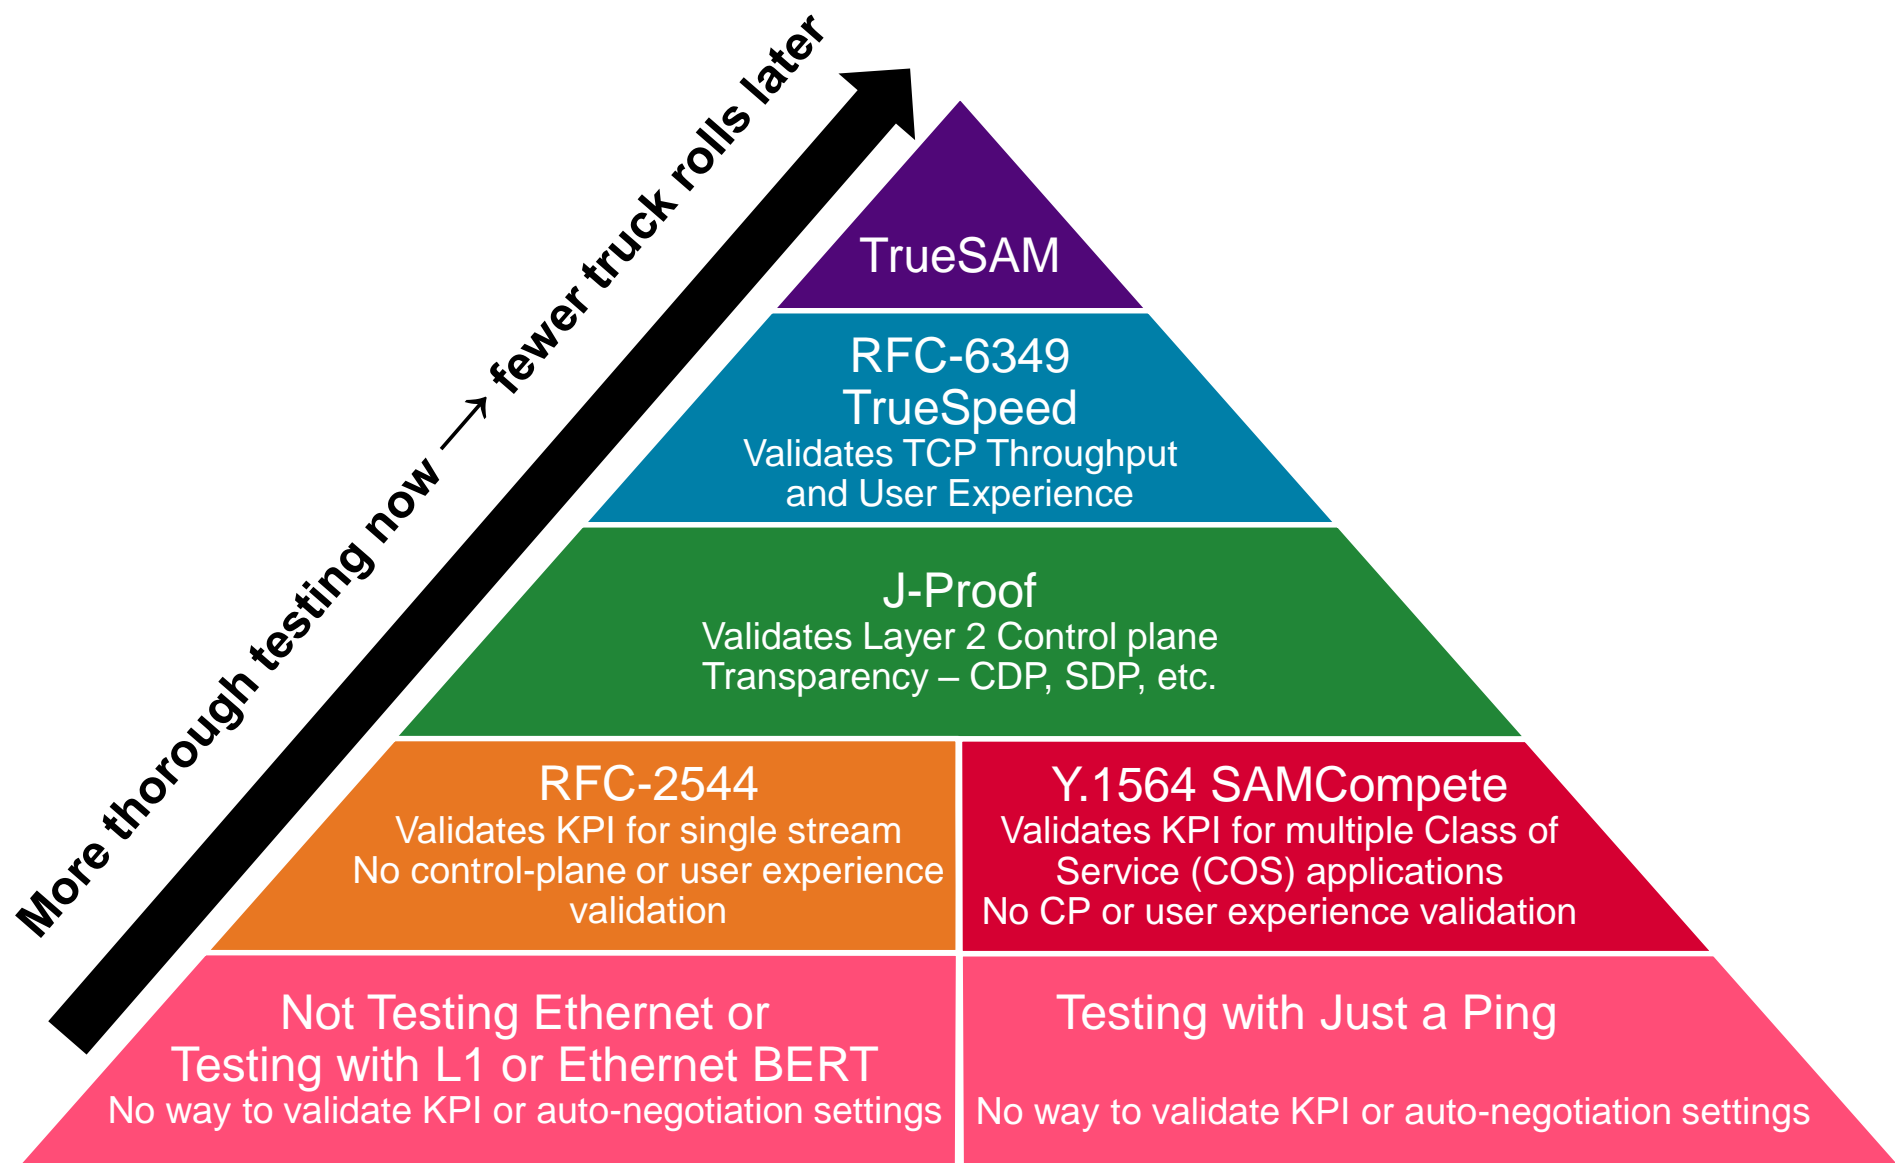 More thorough testing now → fewer truck rolls later
TrueSAM
RFC-6349
TrueSpeed
Validates TCP Throughput
and User Experience
J-Proof
Validates Layer 2 Control plane
Transparency – CDP, SDP, etc.
RFC-2544
Validates KPI for single stream
No control-plane or user experience
validation
Y.1564 SAMCompete
Validates KPI for multiple Class of
Service (COS) applications
No CP or user experience validation
Not Testing Ethernet or
Testing with L1 or Ethernet BERT
No way to validate KPI or auto-negotiation settings
Testing with Just a Ping
No way to validate KPI or auto-negotiation settings